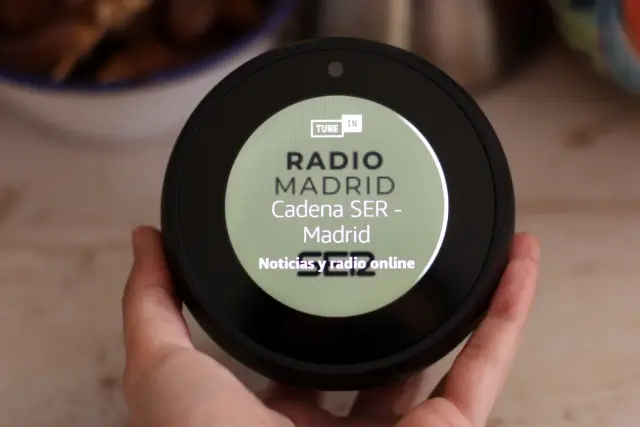 TUNE IN
RADIO
MADRID
Cadena SER -
Madrid
Noticias y radio online
SER